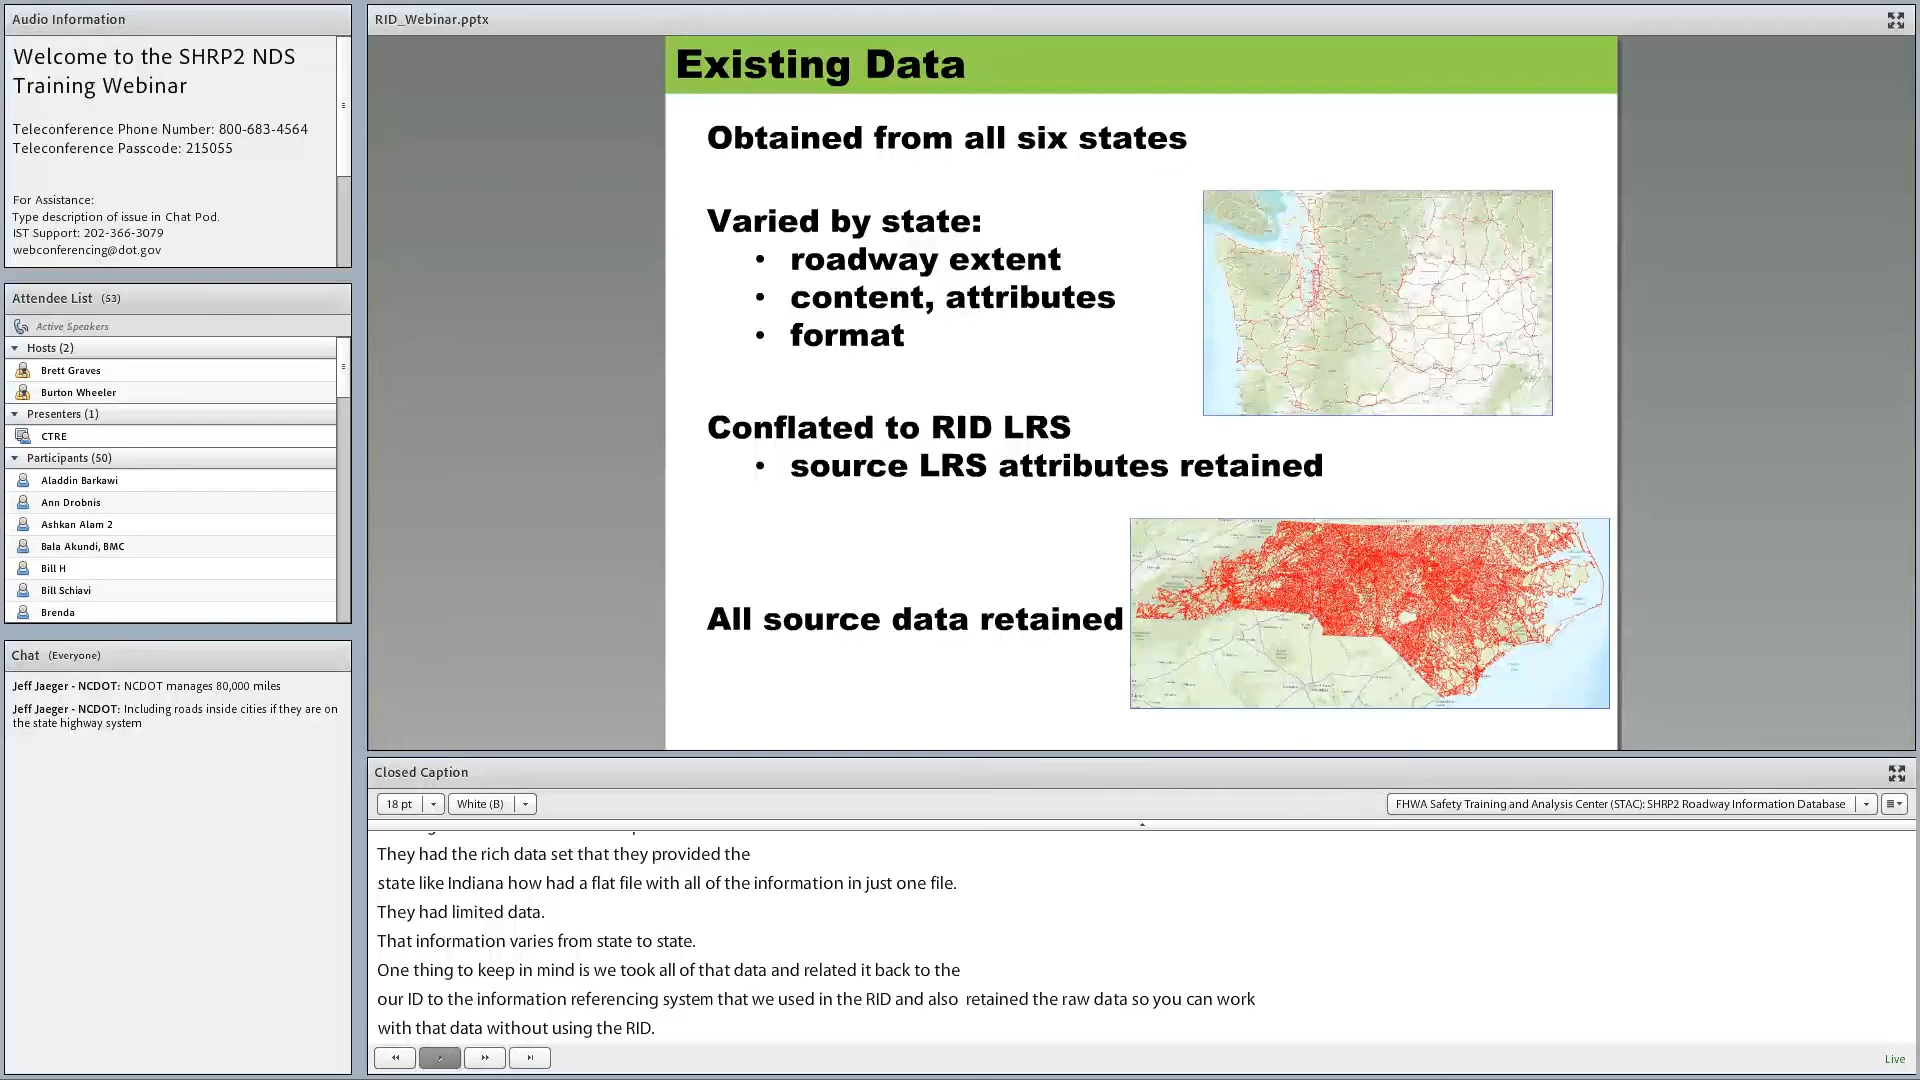 Audio Information
Welcome to the SHRP2 NDS
Training Webinar
Teleconference Phone Number: 800-683-4564
Teleconference Passcode: 215055
For Assistance:
Type description of issue in Chat Pod.
IST Support: 202-366-3079
webconferencing@dot.gov
Attendee List (53)
Active Speakers
Hosts (2)
Brett Graves
Burton Wheeler
Presenters (1)
CTRE
Participants (50)
Aladdin Barkawi
Ann Drobnis
Ashkan Alam 2
Bala Akundi, BMC
Bill H
Bill Schiavi
Brenda
Chat (Everyone)
Jeff Jaeger - NCDOT: NCDOT manages 80,000 miles
Jeff Jaeger - NCDOT: Including roads inside cities if they are on
the state highway system
RID_Webinar.pptx
Existing Data
Obtained from all six states
Varied by state:
• roadway extent
• content, attributes
• format
Conflated to RID LRS
• source LRS attributes retained
All source data retained
Closed Caption
18 pt
White (B)
FHWA Safety Training and Analysis Center (STAC): SHRP2 Roadway Information Database
They had the rich data set that they provided the
state like Indiana how had a flat file with all of the information in just one file.
They had limited data.
That information varies from state to state.
One thing to keep in mind is we took all of that data and related it back to the
our ID to the information referencing system that we used in the RID and also  retained the raw data so you can work
with that data without using the RID.
Live